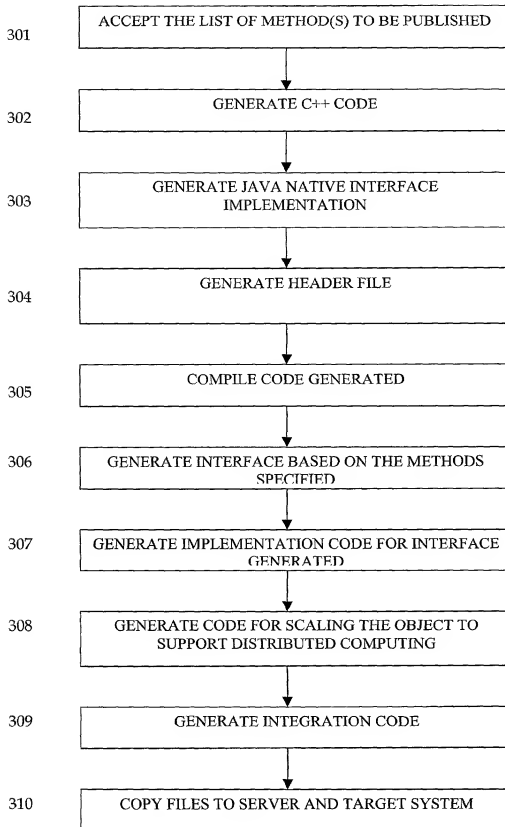 301 ACCEPT THE LIST OF METHOD(S) TO BE PUBLISHED
302 GENERATE C++ CODE
303 GENERATE JAVA NATIVE INTERFACE
IMPLEMENTATION
304 GENERATE HEADER FILE
305 COMPILE CODE GENERATED
306 GENERATE INTERFACE BASED ON THE METHODS
SPECIFIED
307 GENERATE IMPLEMENTATION CODE FOR INTERFACE
GENERATED
308 GENERATE CODE FOR SCALING THE OBJECT TO
SUPPORT DISTRIBUTED COMPUTING
309 GENERATE INTEGRATION CODE
310 COPY FILES TO SERVER AND TARGET SYSTEM